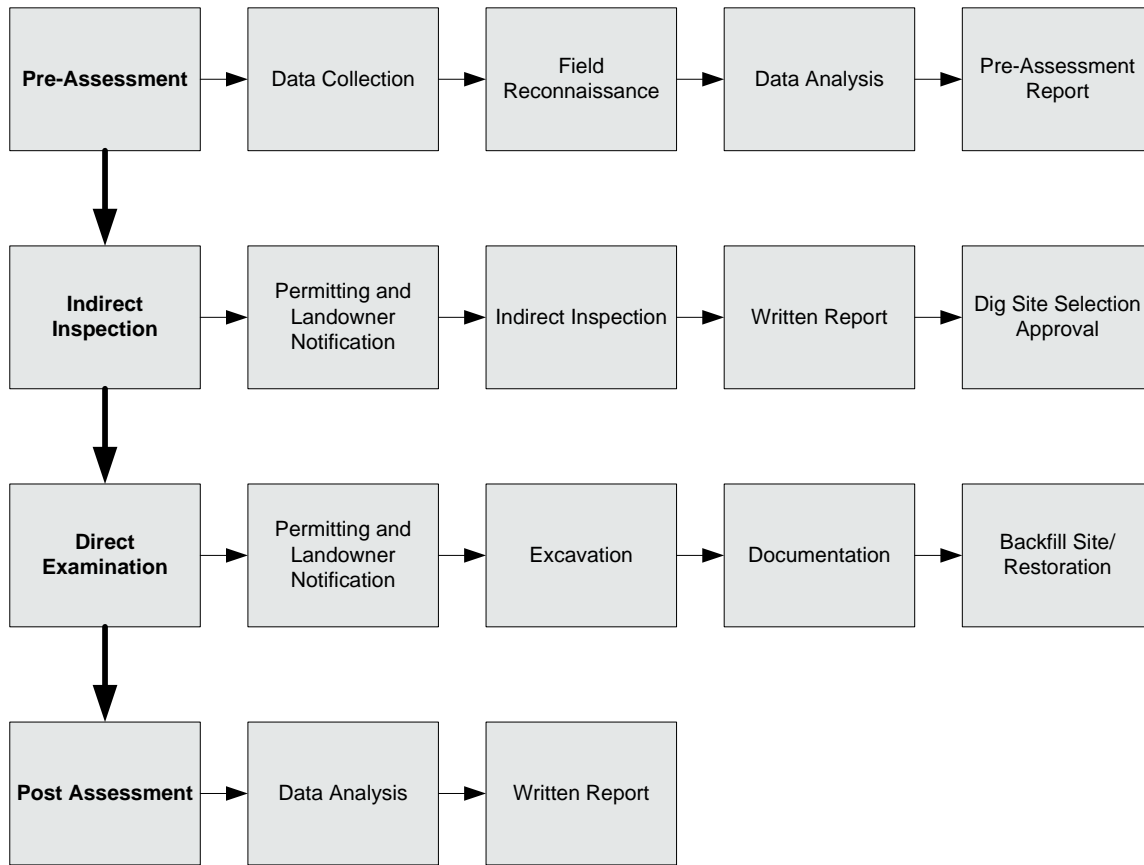 Pre-Assessment
Data Collection
Field
Reconnaissance
Data Analysis
Pre-Assessment
Report
Indirect
Inspection
Permitting and
Landowner
Notification
Indirect Inspection
Written Report
Dig Site Selection
Approval
Direct
Examination
Permitting and
Landowner
Notification
Excavation
Documentation
Backfill Site/
Restoration
Post Assessment
Data Analysis
Written Report